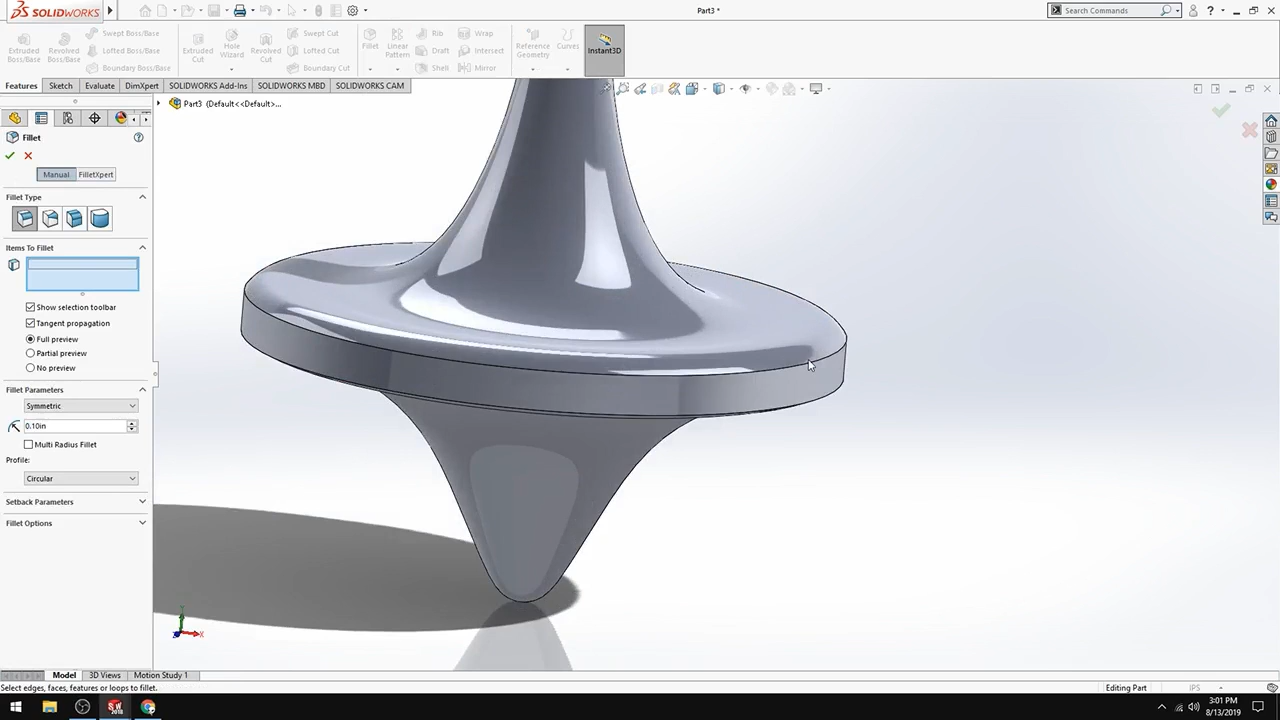 SOLIDWORKS
Part3 *
Search Commands
Extruded Boss/Base
Revolved Boss/Base
Swept Boss/Base
Lofted Boss/Base
Boundary Boss/Base
Extruded Cut
Hole Wizard
Revolved Cut
Swept Cut
Lofted Cut
Boundary Cut
Fillet
Linear Pattern
Rib
Draft
Shell
Wrap
Intersect
Mirror
Reference Geometry
Curves
Instant3D
Features
Sketch
Evaluate
DimXpert
SOLIDWORKS Add-Ins
SOLIDWORKS MBD
SOLIDWORKS CAM
Part3 (Default<<Default>...
Fillet
Manual
FilletXpert
Fillet Type
Items To Fillet
Show selection toolbar
Tangent propagation
Full preview
Partial preview
No preview
Fillet Parameters
Symmetric
0.10in
Multi Radius Fillet
Profile:
Circular
Setback Parameters
Fillet Options
Model
3D Views
Motion Study 1
Select edges, faces, features or loops to fillet.
Editing Part
IPS
-
3:01 PM
8/13/2019